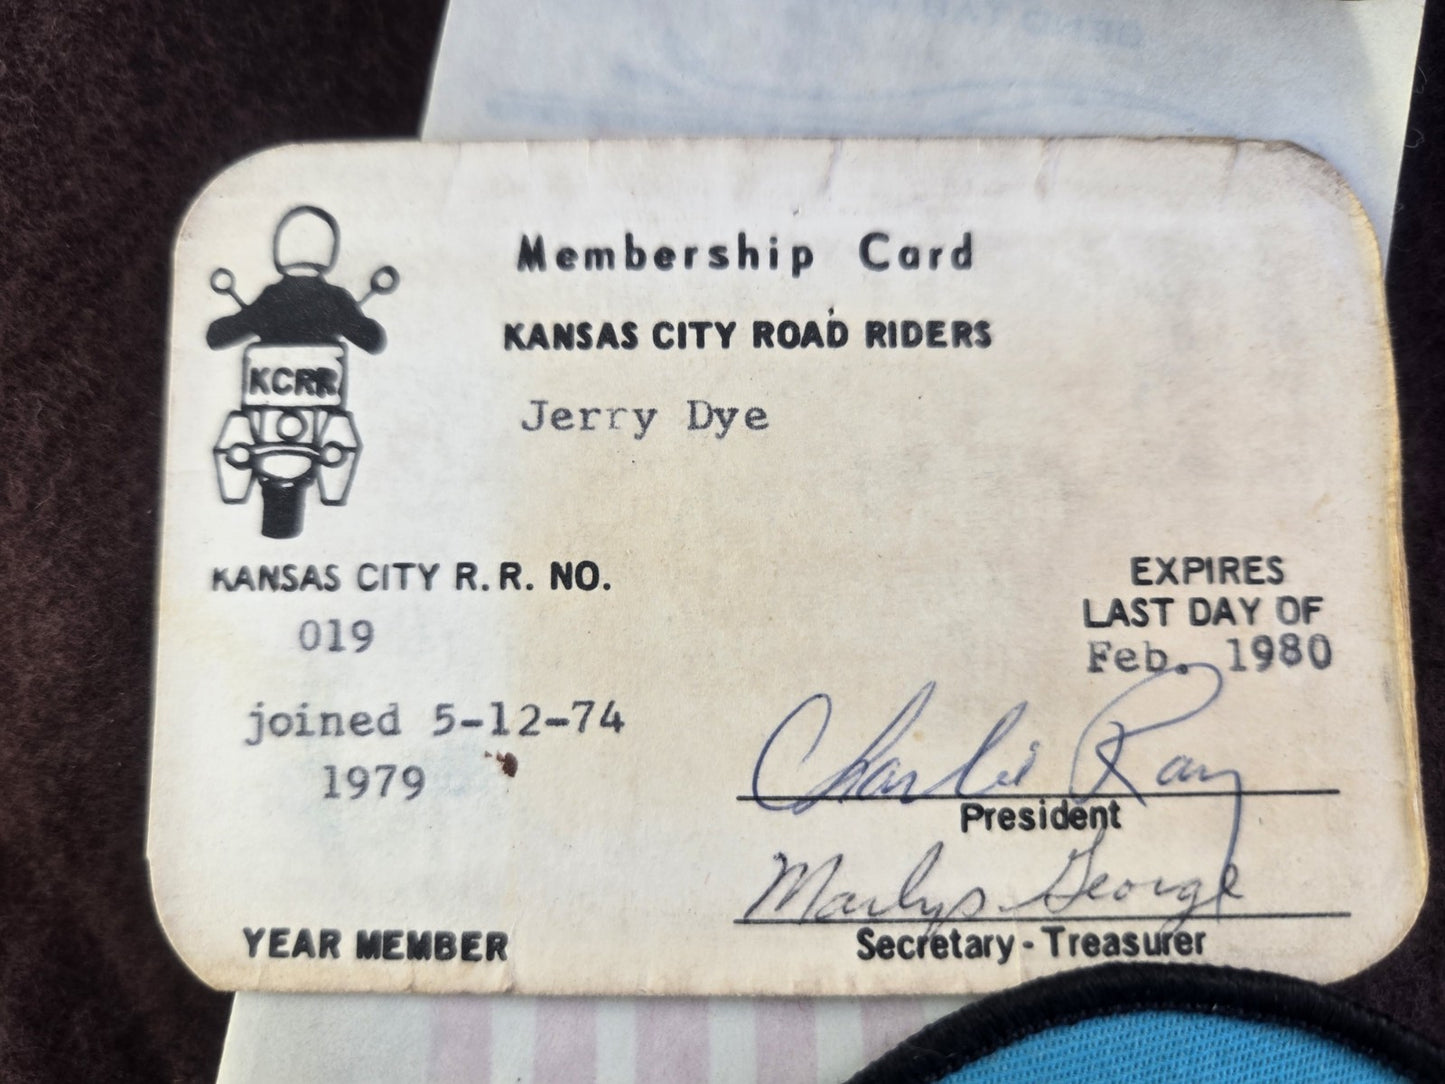 Membership Card
KANSAS CITY ROAD RIDERS
KCRR
Jerry Dye
KANSAS CITY R. R. NO.
019
EXPIRES
LAST DAY OF
Feb. 1980
joined 5-12-74
1979
Charlie Ray
President
Marlys George
Secretary - Treasurer
YEAR MEMBER